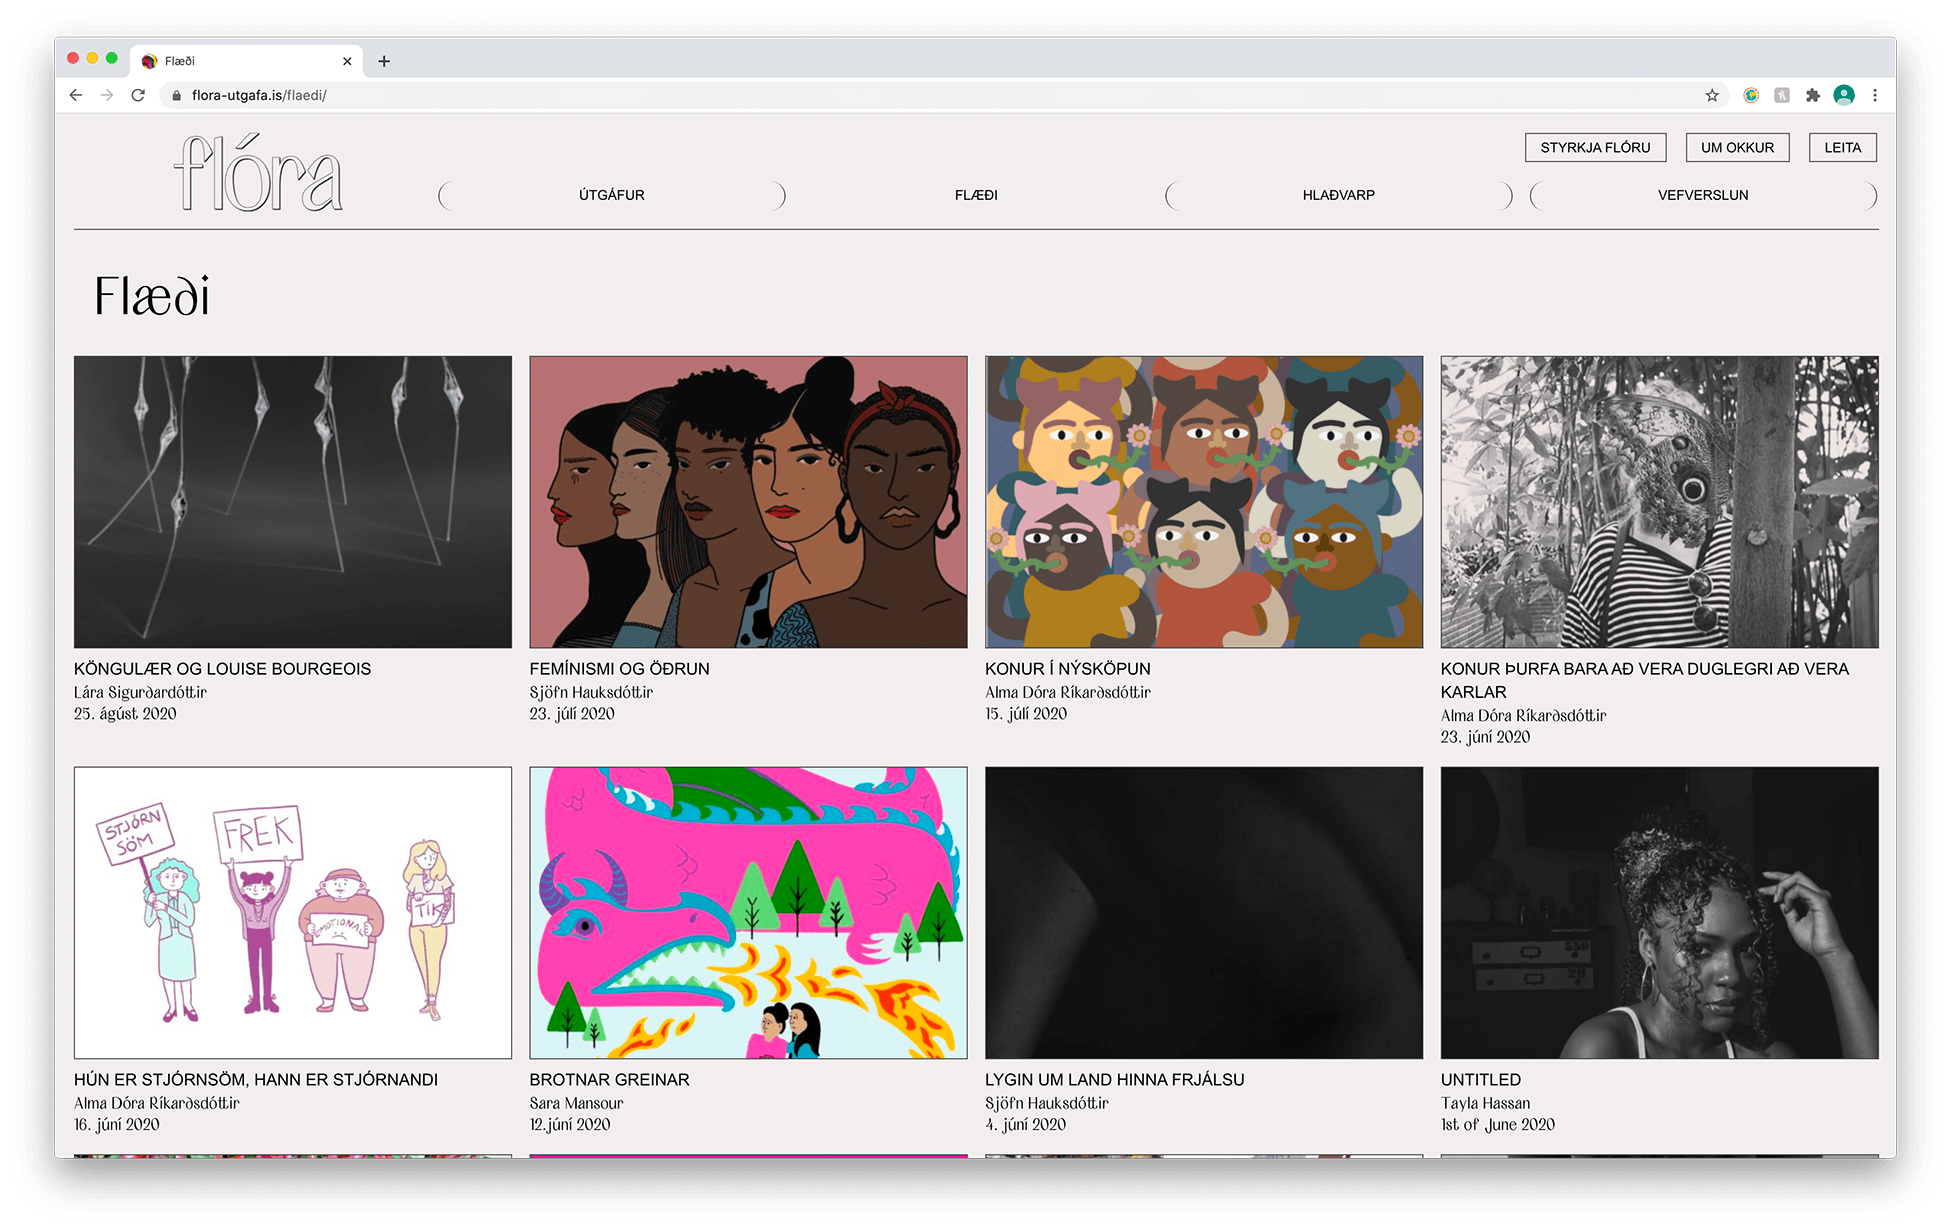 Flæði
flora-utgafa.is/flaedi/
flóra
STYRKJA FLÓRU
UM OKKUR
LEITA
ÚTGÁFUR
FLÆÐI
HLAÐVARP
VEFVERSLUN
Flæði
KÖNGULÆR OG LOUISE BOURGEOIS
Lára Sigurðardóttir
25. ágúst 2020
FEMÍNISMI OG ÖÐRUN
Sjöfn Hauksdóttir
23. júlí 2020
KONUR Í NÝSKÖPUN
Alma Dóra Ríkarðsdóttir
15. júlí 2020
KONUR ÞURFA BARA AÐ VERA DUGLEGRI AÐ VERA
KARLAR
Alma Dóra Ríkarðsdóttir
23. júní 2020
STJÓRN
SÖM
FREK
EMOTIONAL
TIK
HÚN ER STJÓRNSÖM, HANN ER STJÓRNANDI
Alma Dóra Ríkarðsdóttir
16. júní 2020
BROTNAR GREINAR
Sara Mansour
12.júní 2020
LYGIN UM LAND HINNA FRJÁLSU
Sjöfn Hauksdóttir
4. júní 2020
UNTITLED
Tayla Hassan
1st of June 2020